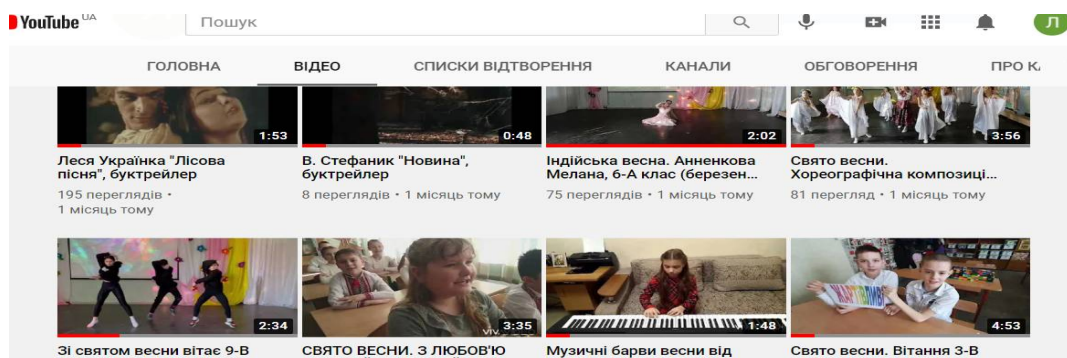 YouTube UA
Пошук
Л
ГОЛОВНА ВІДЕО СПИСКИ ВІДТВОРЕННЯ КАНАЛИ ОБГОВОРЕННЯ ПРО К
1:53 0:48 2:02 3:56
Леся Українка "Лісова
пісня", буктрейлер
195 переглядів •
1 місяць тому
В. Стефаник "Новина",
буктрейлер
8 переглядів • 1 місяць тому
Індійська весна. Анненкова
Мелана, 6-А клас (березен...
75 переглядів • 1 місяць тому
Свято весни.
Хореографічна композиці...
81 перегляд • 1 місяць тому
2:34 3:35 1:48 4:53
Зі святом весни вітає 9-В
СВЯТО ВЕСНИ. З ЛЮБОВ'Ю
Музичні барви весни від
Свято весни. Вітання 3-В